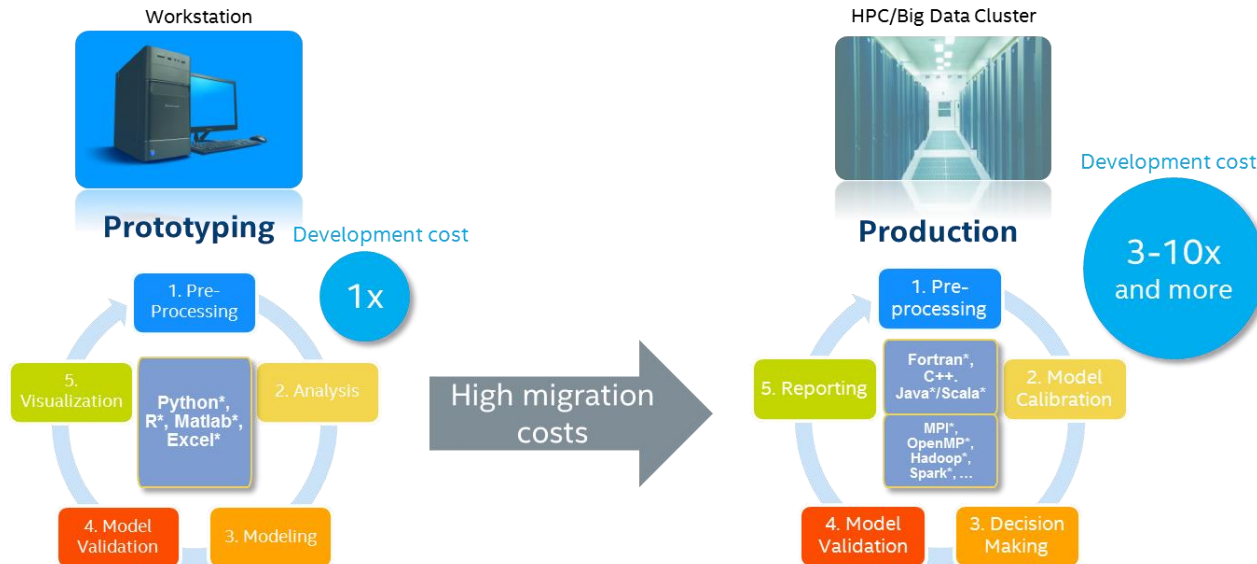 Workstation
Prototyping
Development cost
1x
1. Pre-
Processing
2. Analysis
3. Modeling
4. Model
Validation
5.
Visualization
Python*,
R*, Matlab*,
Excel*
High migration
costs
HPC/Big Data Cluster
Production
Development cost
3-10x
and more
1. Pre-
processing
2. Model
Calibration
3. Decision
Making
4. Model
Validation
5. Reporting
Fortran*,
C++.
Java*/Scala*
MPI*,
OpenMP*,
Hadoop*,
Spark*, ...